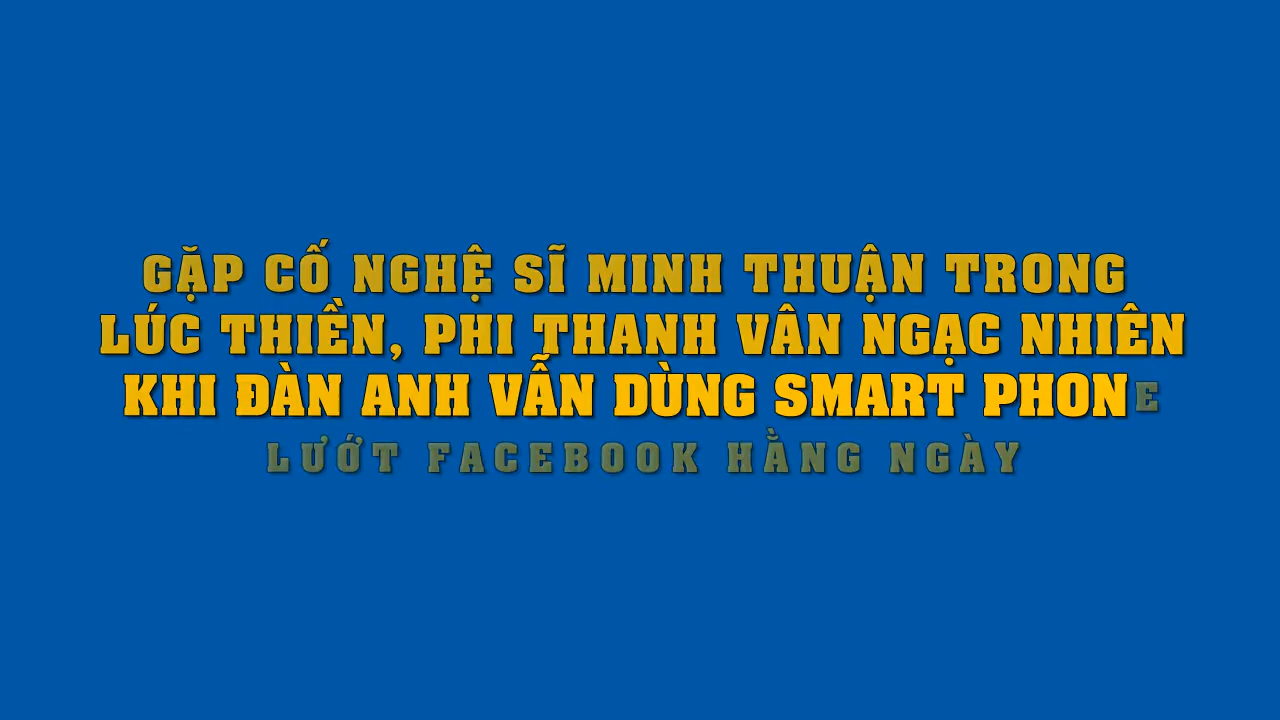 GẶP CỐ NGHỆ SĨ MINH THUẬN TRONG
LÚC THIỀN, PHI THANH VÂN NGẠC NHIÊN
KHI ĐÀN ANH VẪN DÙNG SMART PHONE
LƯỚT FACEBOOK HẰNG NGÀY